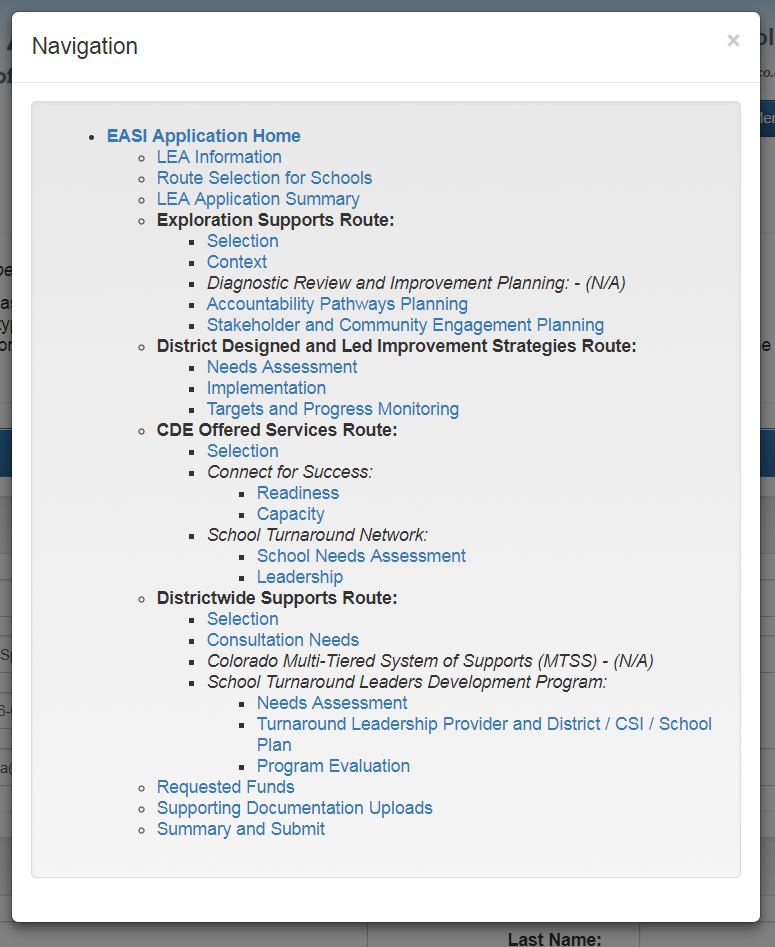 Navigation
×
EASI Application Home
LEA Information
Route Selection for Schools
LEA Application Summary
Exploration Supports Route:
Selection
Context
Diagnostic Review and Improvement Planning: - (N/A)
Accountability Pathways Planning
Stakeholder and Community Engagement Planning
District Designed and Led Improvement Strategies Route:
Needs Assessment
Implementation
Targets and Progress Monitoring
CDE Offered Services Route:
Selection
Connect for Success:
Readiness
Capacity
School Turnaround Network:
School Needs Assessment
Leadership
Districtwide Supports Route:
Selection
Consultation Needs
Colorado Multi-Tiered System of Supports (MTSS) - (N/A)
School Turnaround Leaders Development Program:
Needs Assessment
Turnaround Leadership Provider and District / CSI / School
Plan
Program Evaluation
Requested Funds
Supporting Documentation Uploads
Summary and Submit
Last Name: